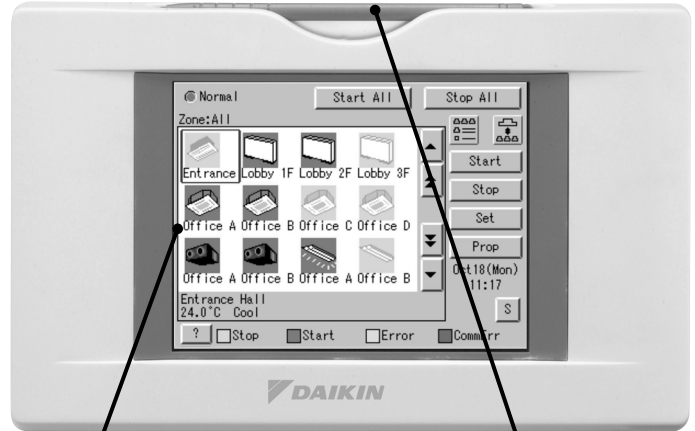 Normal Start All Stop All
Zone:All
Entrance Lobby 1F Lobby 2F Lobby 3F Start
Stop
Office A Office B Office C Office D Set
Prop
Office A Office B Office A Office B Oct18(Mon)
11:17
Entrance Hall
24.0°C Cool S
? Stop Start Error CommErr
DAIKIN